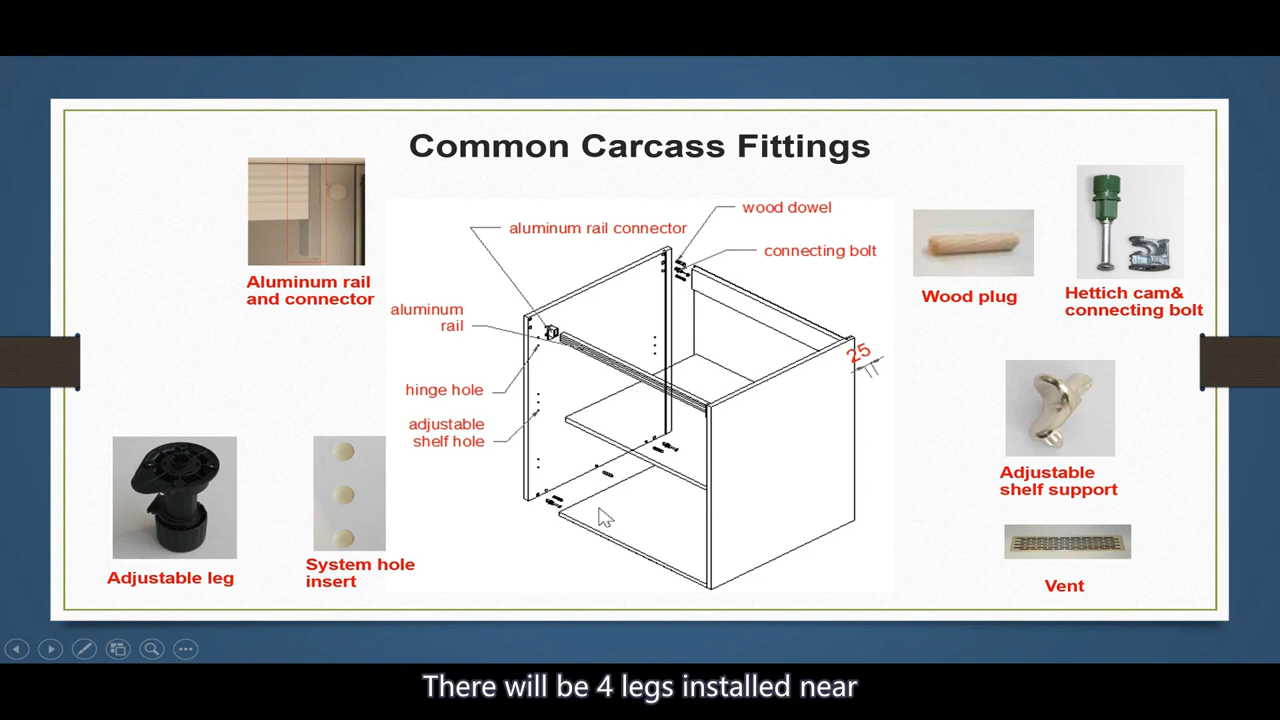 Common Carcass Fittings
Aluminum rail
and connector
wood dowel
aluminum rail connector
connecting bolt
aluminum
rail
hinge hole
adjustable
shelf hole
25
Wood plug
Hettich cam&
connecting bolt
Adjustable
shelf support
Adjustable leg
System hole
insert
Vent
There will be 4 legs installed near